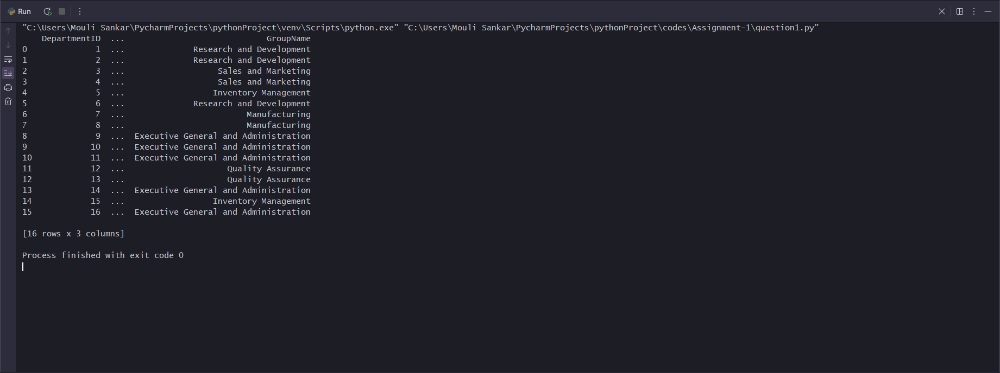 Run
"C:\Users\Mouli Sankar\PycharmProjects\pythonProject\venv\Scripts\python.exe" "C:\Users\Mouli Sankar\PycharmProjects\pythonProject\codes\Assignment-1\question1.py"
    DepartmentID  ...                             GroupName
0              1  ...              Research and Development
1              2  ...              Research and Development
2              3  ...                   Sales and Marketing
3              4  ...                   Sales and Marketing
4              5  ...                  Inventory Management
5              6  ...              Research and Development
6              7  ...                         Manufacturing
7              8  ...                         Manufacturing
8              9  ...  Executive General and Administration
9             10  ...  Executive General and Administration
10            11  ...  Executive General and Administration
11            12  ...                     Quality Assurance
12            13  ...                     Quality Assurance
13            14  ...  Executive General and Administration
14            15  ...                  Inventory Management
15            16  ...  Executive General and Administration
[16 rows x 3 columns]
Process finished with exit code 0